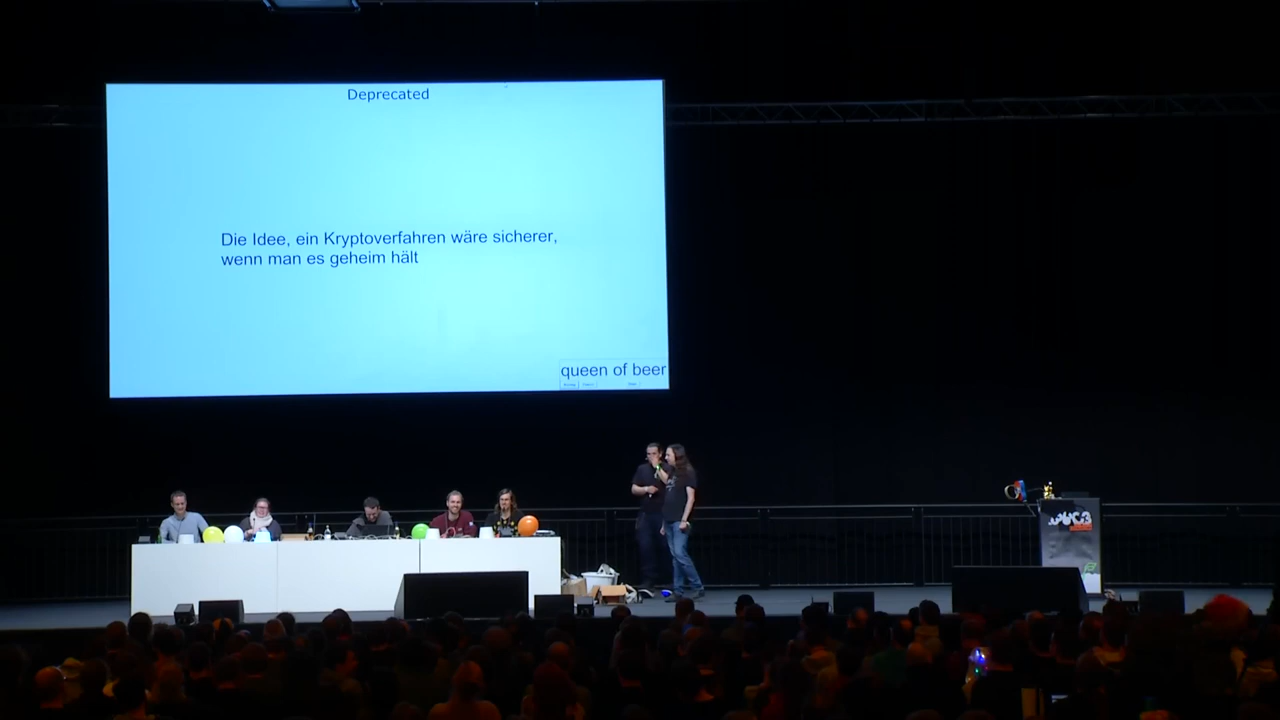 Deprecated
Die Idee, ein Kryptoverfahren wäre sicherer,
wenn man es geheim hält
queen of beer